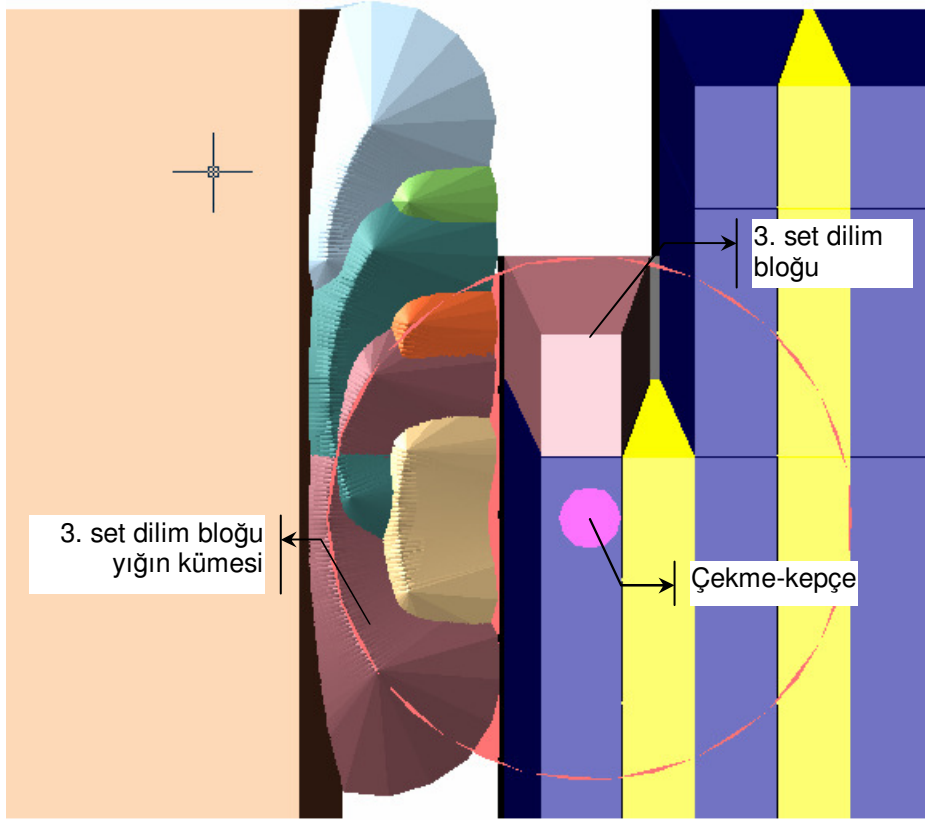 3. set dilim
bloğu
3. set dilim bloğu
yığın kümesi
Çekme-kepçe